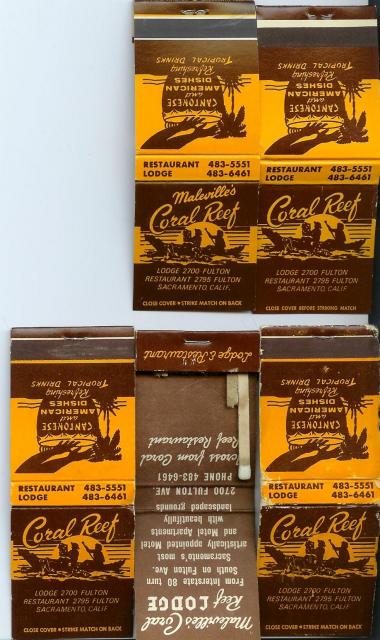 CANTONESE
and
AMERICAN
DISHES
Refreshing
TROPICAL DRINKS
RESTAURANT 483-5551
LODGE 483-6461
Maleville's
Coral Reef
LODGE 2700 FULTON
RESTAURANT 2795 FULTON
SACRAMENTO, CALIF.
CLOSE COVER ★ STRIKE MATCH ON BACK
CANTONESE
and
AMERICAN
DISHES
Refreshing
TROPICAL DRINKS
RESTAURANT 483-5551
LODGE 483-6461
Coral Reef
LODGE 2700 FULTON
RESTAURANT 2795 FULTON
SACRAMENTO, CALIF.
CLOSE COVER BEFORE STRIKING MATCH
CANTONESE
and
AMERICAN
DISHES
Refreshing
TROPICAL DRINKS
RESTAURANT 483-5551
LODGE 483-6461
Coral Reef
LODGE 2700 FULTON
RESTAURANT 2795 FULTON
SACRAMENTO, CALIF
CLOSE COVER ★ STRIKE MATCH ON BACK
Maleville's Coral
Reef LODGE
From Interstate 80 turn
South on Fulton Ave.
Sacramento's most
artistically appointed Motel
and Motor Apartments
with beautifully
landscaped grounds
2700 FULTON AVE.
PHONE 483-6461
Across from Coral
Reef Restaurant
Lodge & Restaurant
CANTONESE
and
AMERICAN
DISHES
Refreshing
TROPICAL DRINKS
RESTAURANT 483-5551
LODGE 483-6461
Coral Reef
LODGE 2700 FULTON
RESTAURANT 2795 FULTON
SACRAMENTO, CALIF
CLOSE COVER ★ STRIKE MATCH ON BACK